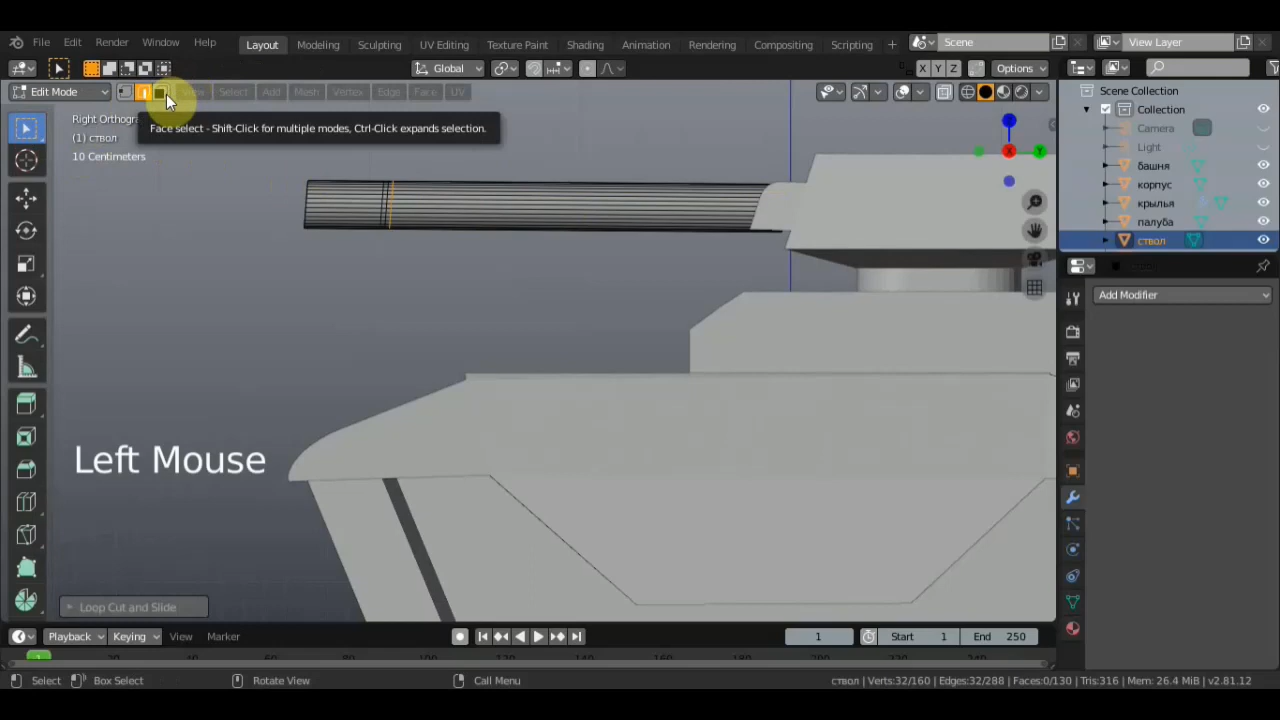 File Edit Render Window Help Layout Modeling Sculpting UV Editing Texture Paint Shading Animation Rendering Compositing Scripting + Scene View Layer
Global X Y Z Options
Edit Mode View Select Add Mesh Vertex Edge Face UV
Right Orthogra
(1) ствол
10 Centimeters
Face select - Shift-Click for multiple modes, Ctrl-Click expands selection.
Scene Collection
Collection
Camera
Light
башня
корпус
крылья
палуба
ствол
Add Modifier
Left Mouse
Loop Cut and Slide
Playback Keying View Marker 1 Start 1 End 250
1
Select Box Select Rotate View Call Menu ствол | Verts:32/160 | Edges:32/288 | Faces:0/130 | Tris:316 | Mem: 26.4 MiB | v2.81.12